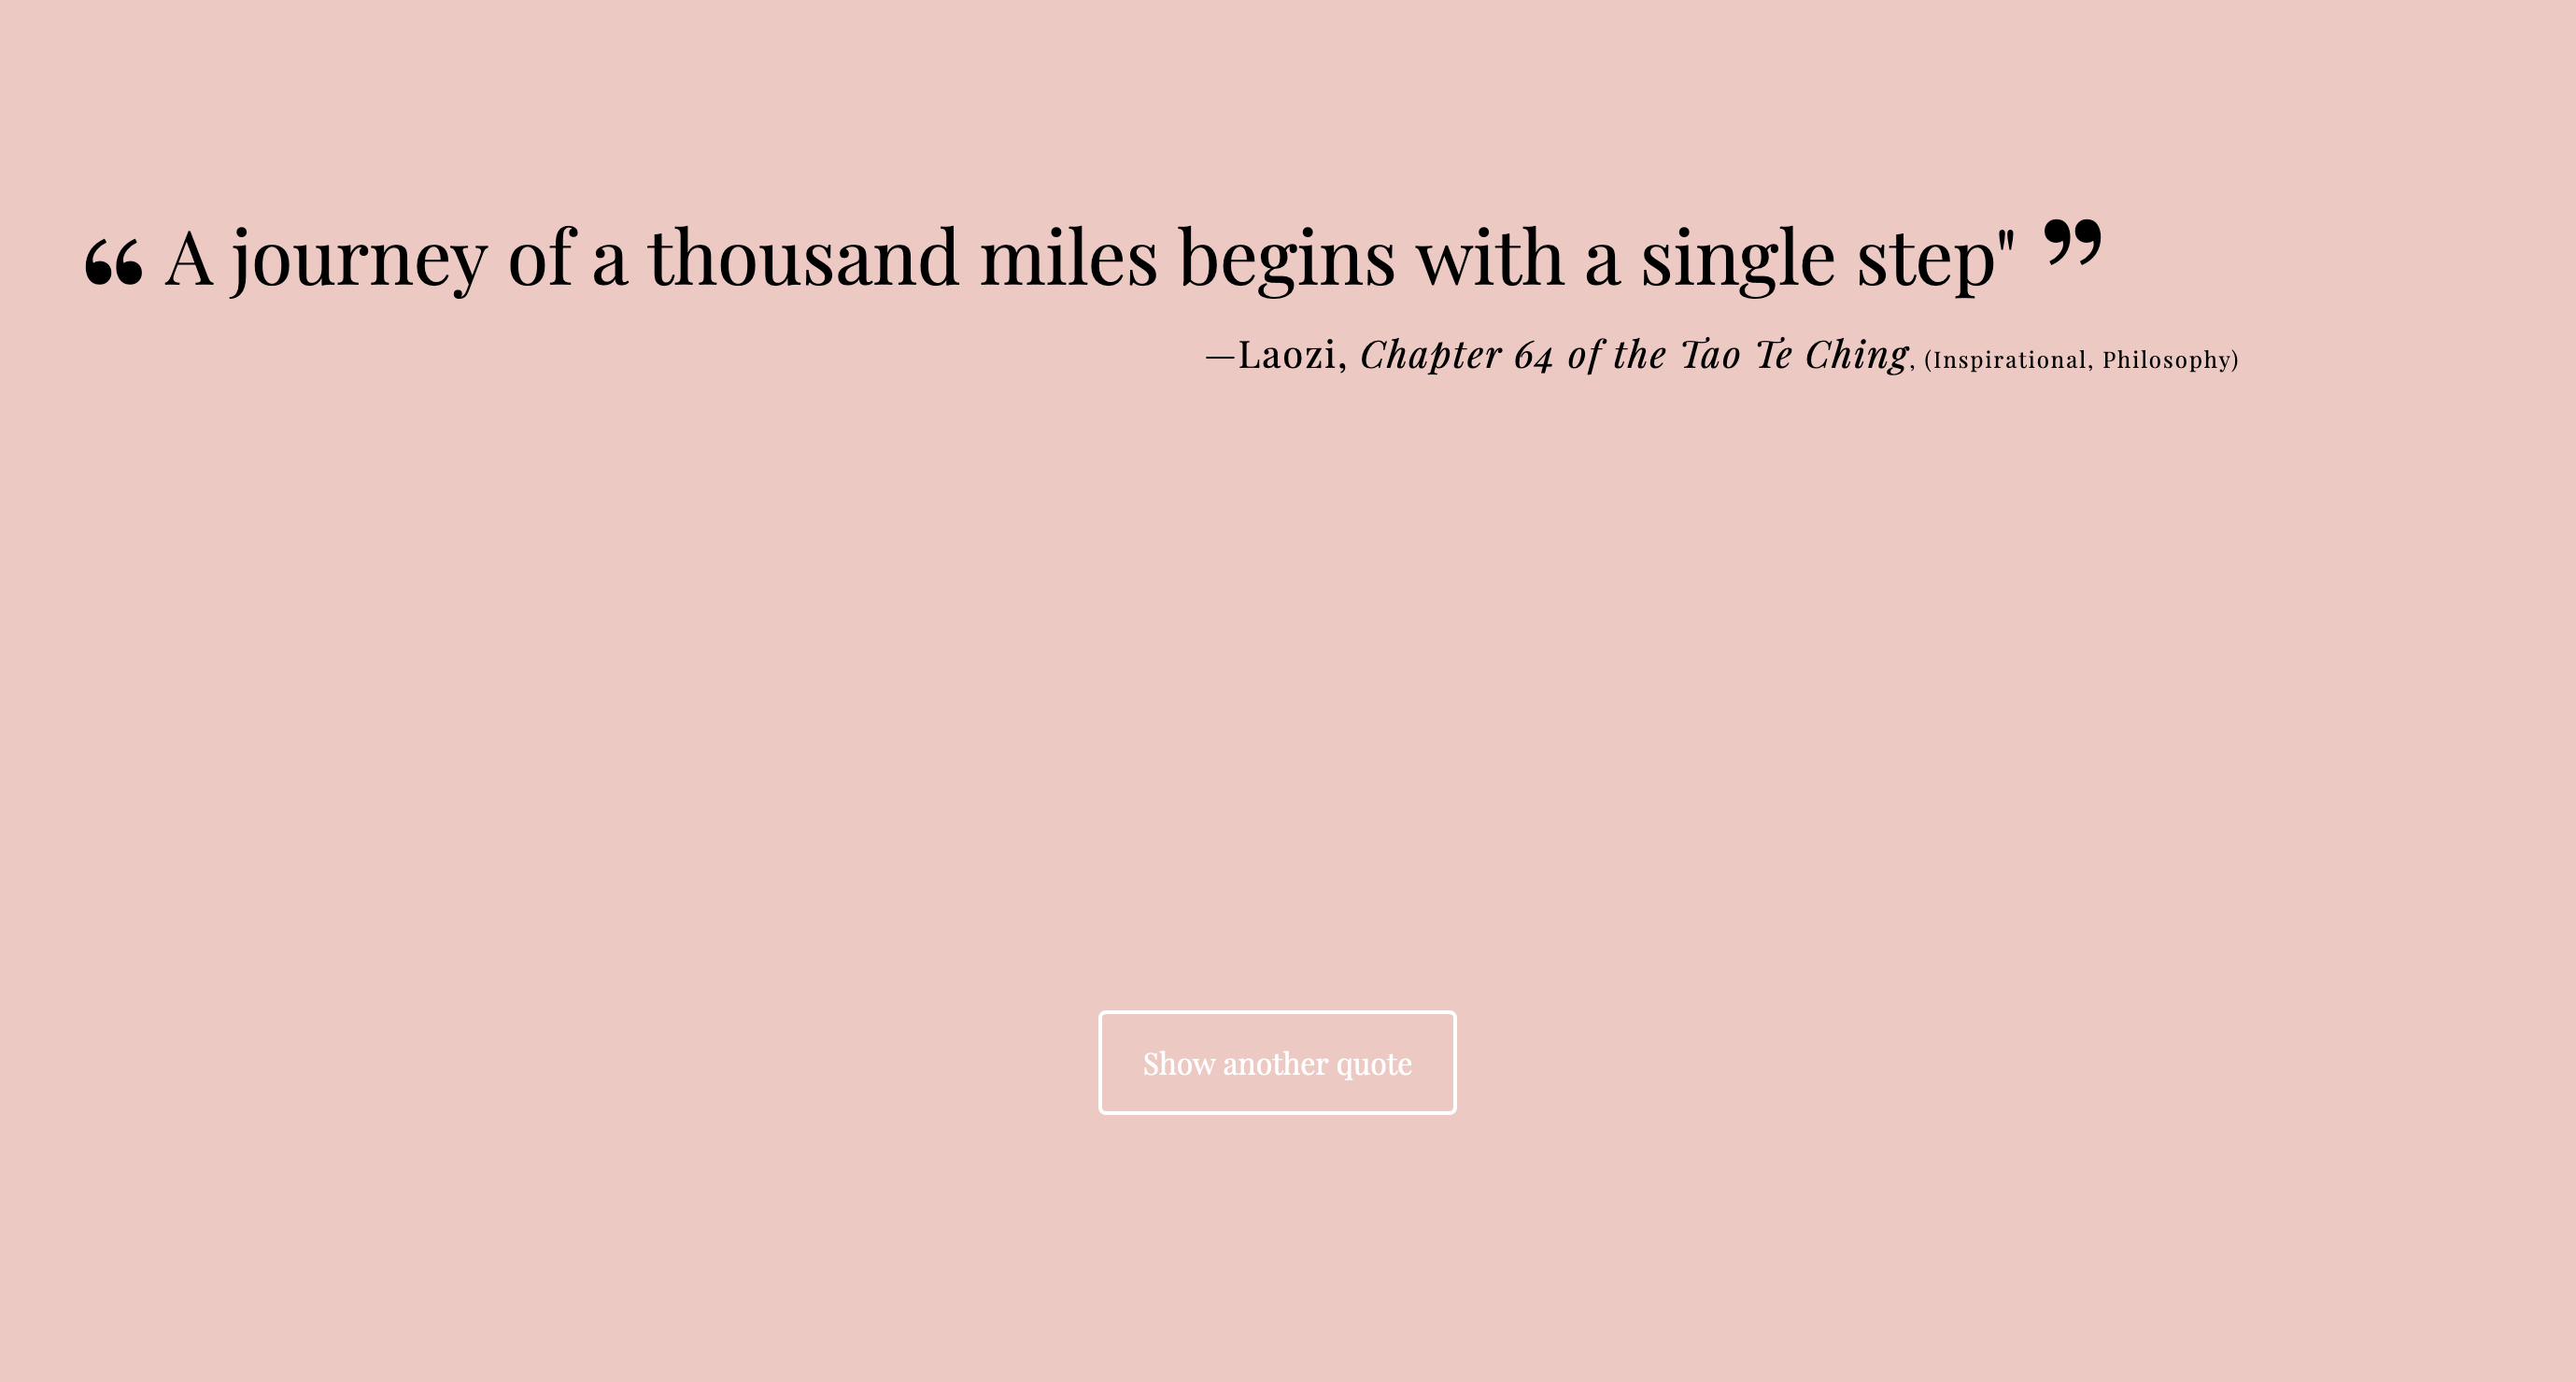 “ A journey of a thousand miles begins with a single step" ”
—Laozi, Chapter 64 of the Tao Te Ching, (Inspirational, Philosophy)
Show another quote